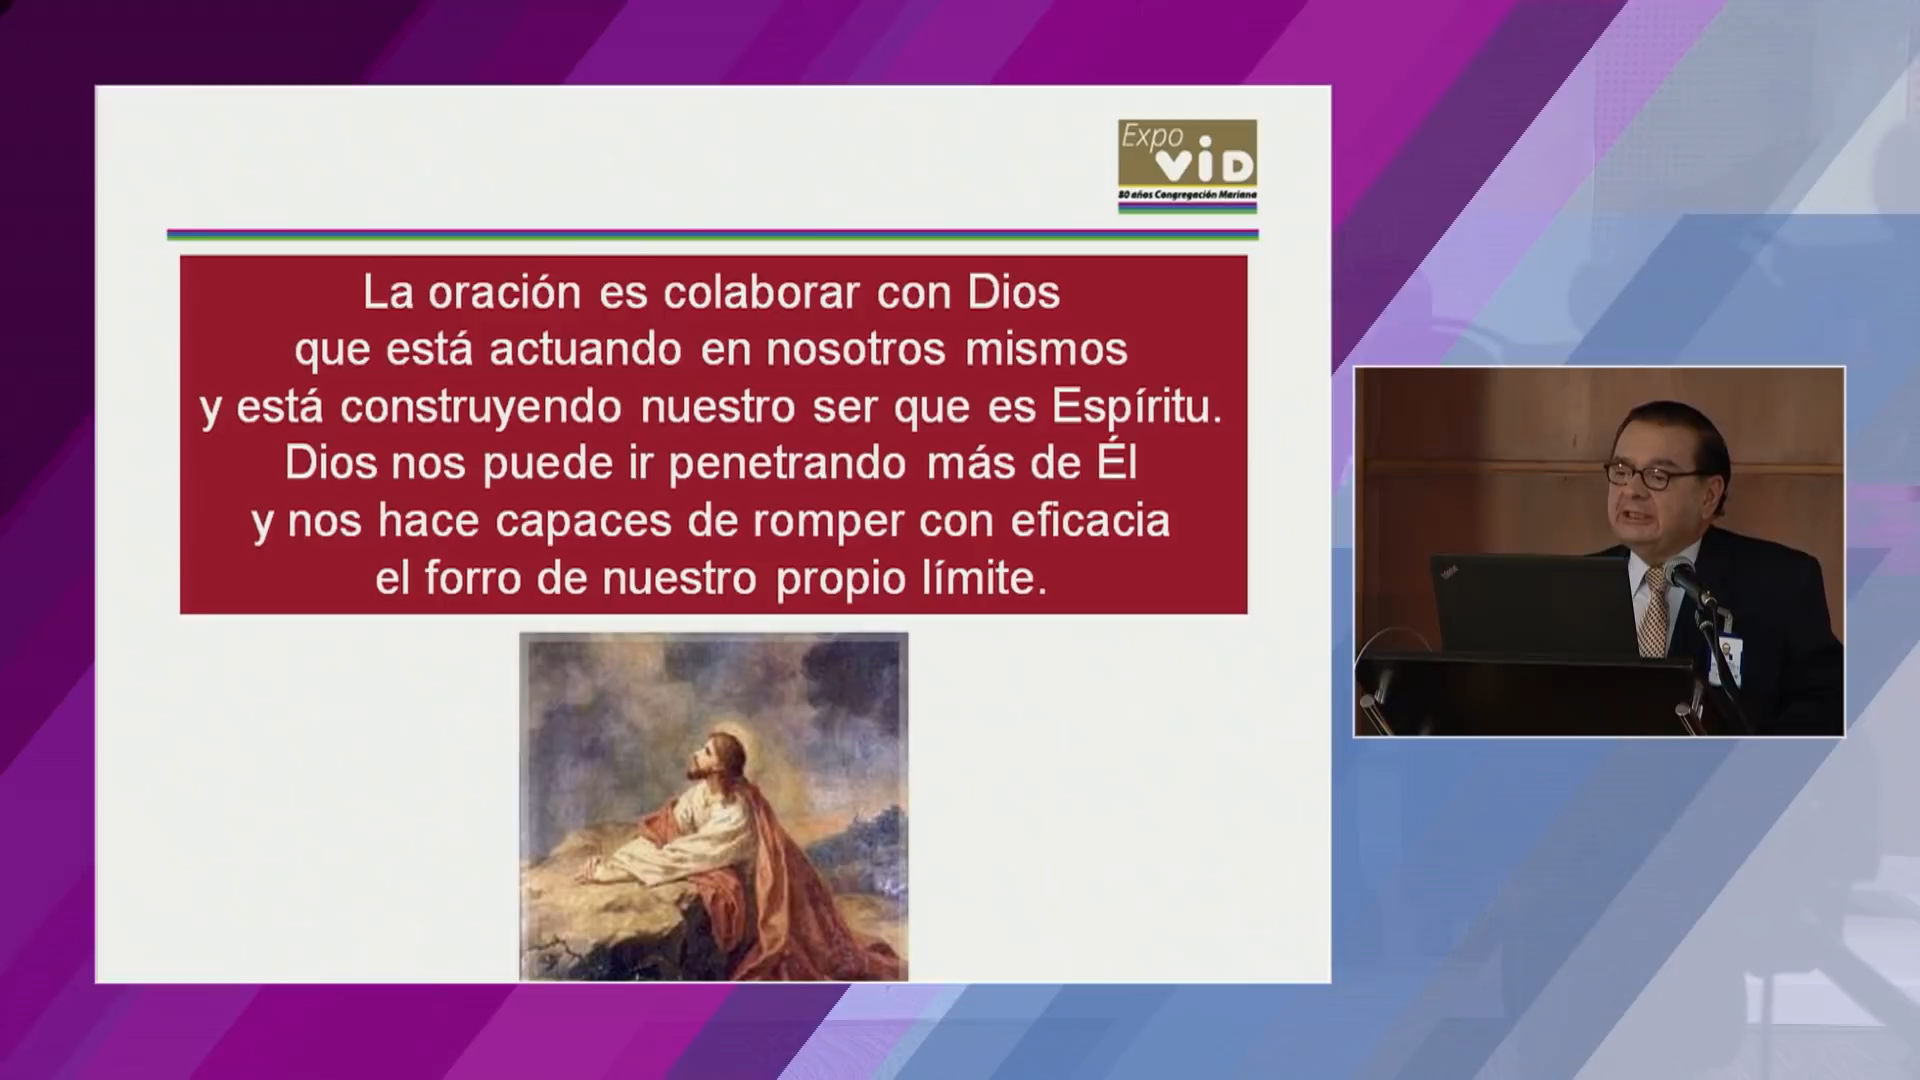 Expo
ViD
80 años Congregación Mariana
La oración es colaborar con Dios
que está actuando en nosotros mismos
y está construyendo nuestro ser que es Espíritu.
Dios nos puede ir penetrando más de Él
y nos hace capaces de romper con eficacia
el forro de nuestro propio límite.